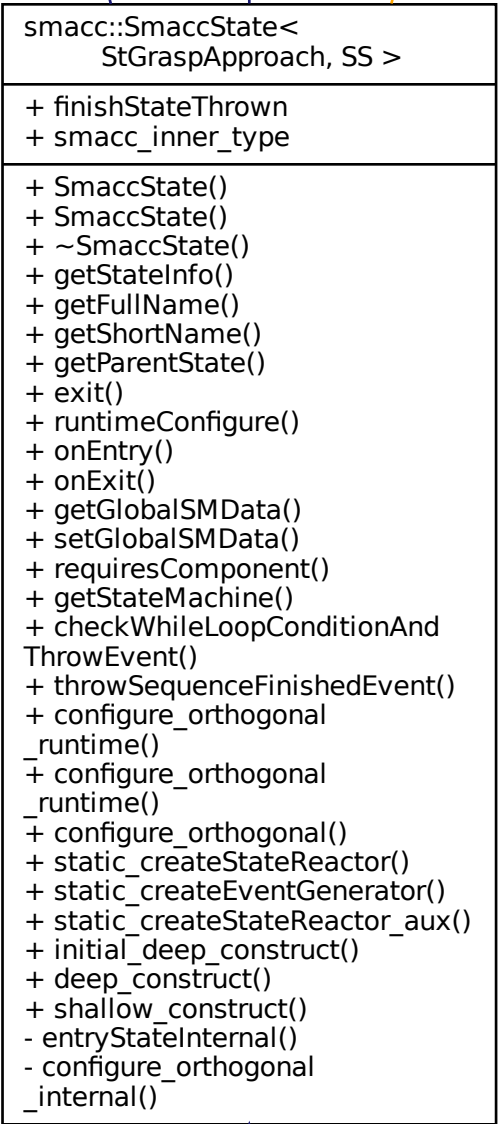 smacc::SmaccState<
StGraspApproach, SS >
+ finishStateThrown
+ smacc_inner_type
+ SmaccState()
+ SmaccState()
+ ~SmaccState()
+ getStateInfo()
+ getFullName()
+ getShortName()
+ getParentState()
+ exit()
+ runtimeConfigure()
+ onEntry()
+ onExit()
+ getGlobalSMData()
+ setGlobalSMData()
+ requiresComponent()
+ getStateMachine()
+ checkWhileLoopConditionAnd
ThrowEvent()
+ throwSequenceFinishedEvent()
+ configure_orthogonal
_runtime()
+ configure_orthogonal
_runtime()
+ configure_orthogonal()
+ static_createStateReactor()
+ static_createEventGenerator()
+ static_createStateReactor_aux()
+ initial_deep_construct()
+ deep_construct()
+ shallow_construct()
- entryStateInternal()
- configure_orthogonal
_internal()